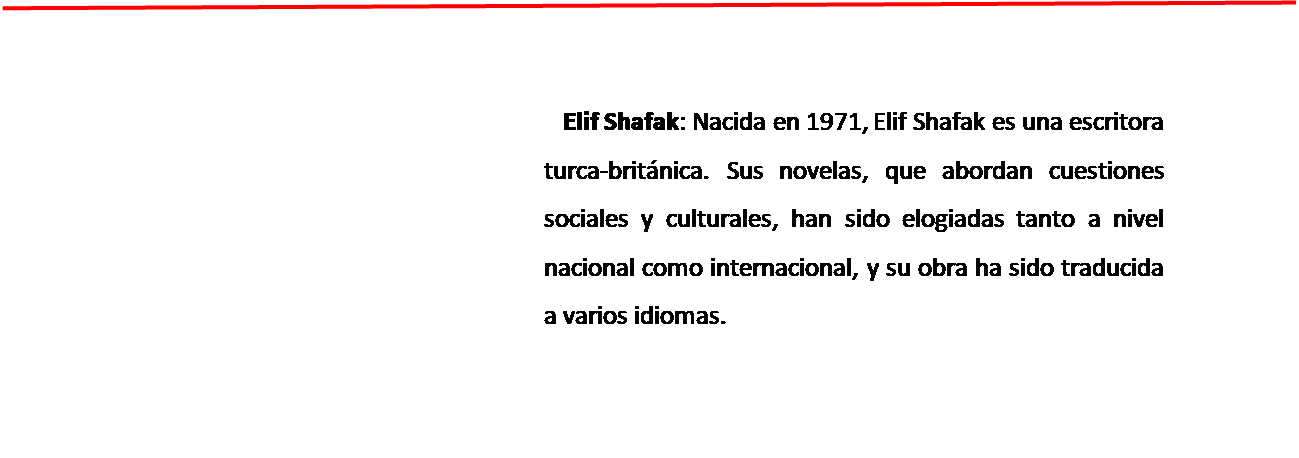 Elif Shafak: Nacida en 1971, Elif Shafak es una escritora
turca-británica. Sus novelas, que abordan cuestiones
sociales y culturales, han sido elogiadas tanto a nivel
nacional como internacional, y su obra ha sido traducida
a varios idiomas.